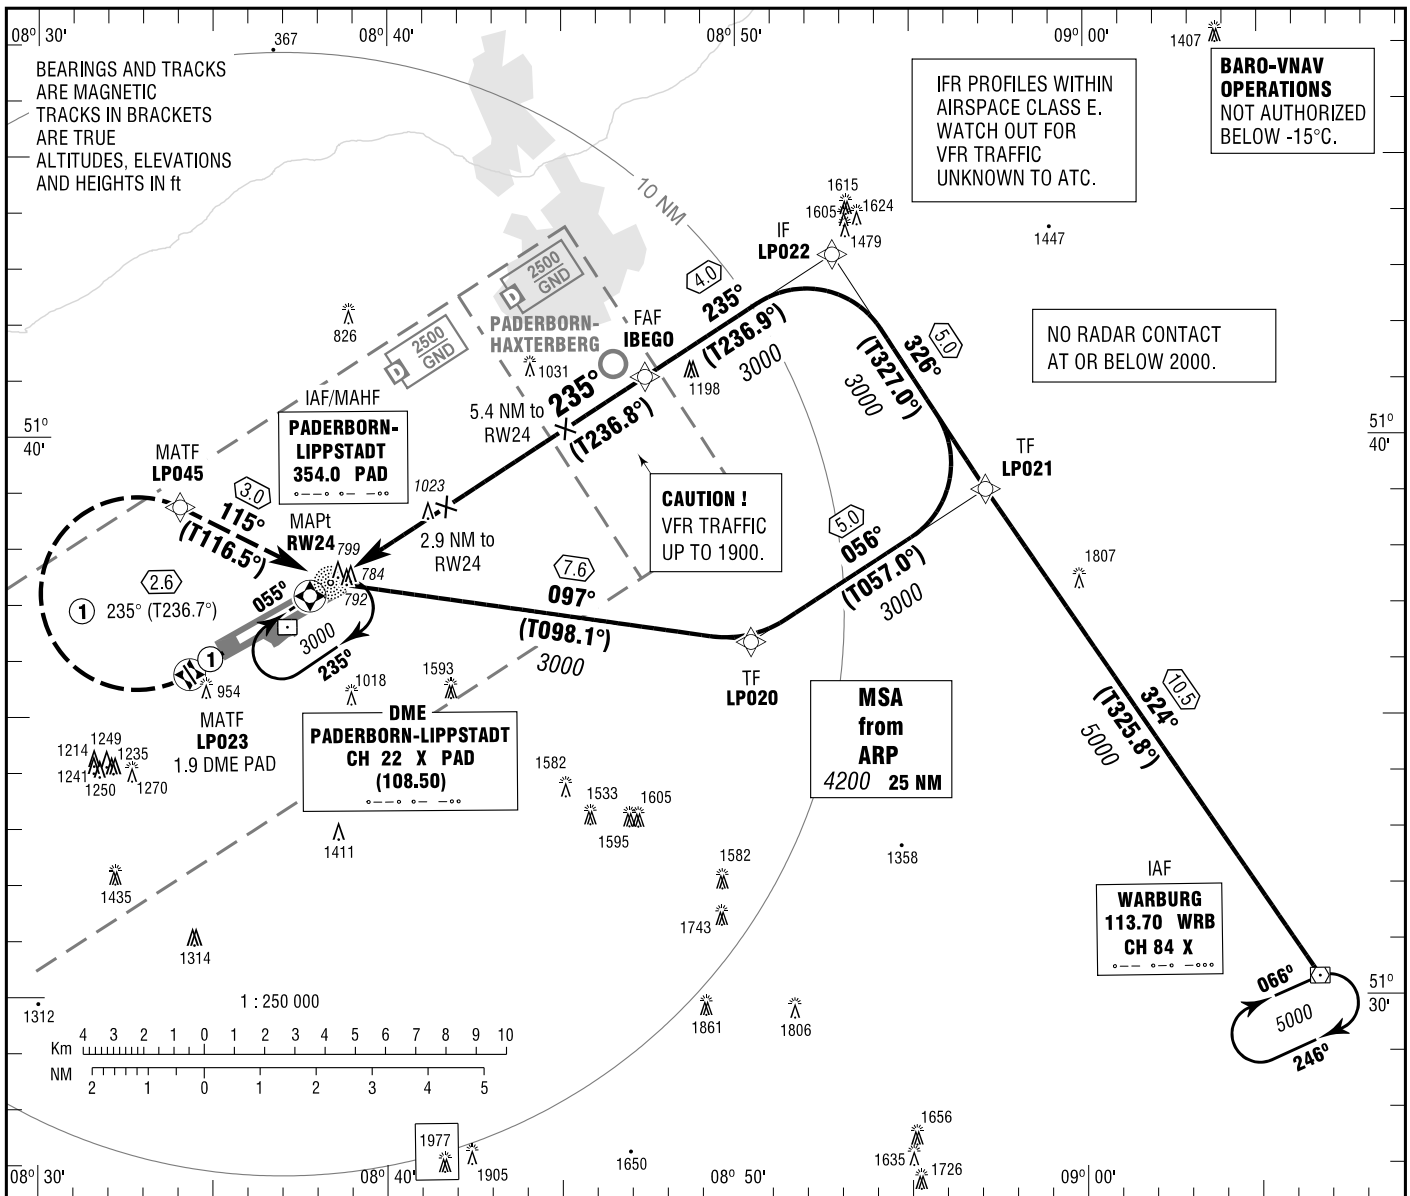 08° 30'
367
08° 40'
08° 50'
09° 00'
1407
BEARINGS AND TRACKS
ARE MAGNETIC
TRACKS IN BRACKETS
ARE TRUE
ALTITUDES, ELEVATIONS
AND HEIGHTS IN ft
IFR PROFILES WITHIN
AIRSPACE CLASS E.
WATCH OUT FOR
VFR TRAFFIC
UNKNOWN TO ATC.
BARO-VNAV
OPERATIONS
NOT AUTHORIZED
BELOW -15°C.
10 NM
1615
1605
1624
1479
1447
IF
LP022
2500
GND
D
2500
GND
D
4.0
235°
(T236.9°)
3000
826
PADERBORN-
HAXTERBERG
1031
FAF
IBEGO
1198
5.0
326°
(T327.0°)
3000
NO RADAR CONTACT
AT OR BELOW 2000.
IAF/MAHF
PADERBORN-
LIPPSTADT
354.0 PAD
5.4 NM to
RW24
235°
(T236.8°)
51°
40'
51°
40'
MATF
LP045
TF
LP021
3.0
115°
(T116.5°)
MAPt
RW24
1023
2.9 NM to
RW24
CAUTION !
VFR TRAFFIC
UP TO 1900.
5.0
056°
(T057.0°)
3000
1807
799
784
792
2.6
1 235° (T236.7°)
055°
3000
235°
7.6
097°
(T098.1°)
3000
TF
LP020
1
954
1018
1593
MATF
LP023
1.9 DME PAD
DME
PADERBORN-LIPPSTADT
CH 22 X PAD
(108.50)
MSA
from
ARP
4200 25 NM
10.5
324°
(T325.8°)
5000
1214
1249
1235
1241
1250
1270
1582
1533
1605
1595
1411
1582
1358
1435
1743
1314
IAF
WARBURG
113.70 WRB
CH 84 X
066°
5000
246°
51°
30'
1312
1861
1806
1 : 250 000
4 3 2 1 0 1 2 3 4 5 6 7 8 9 10
Km
NM
2 1 0 1 2 3 4 5
1977
1905
1650
1656
1635
1726
08° 30'
08° 40'
08° 50'
09° 00'